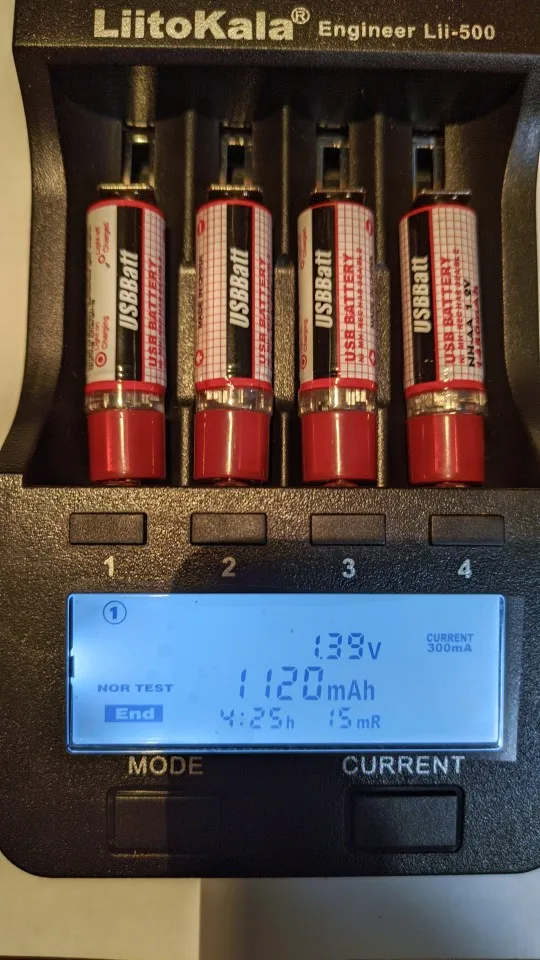 LiitoKala® Engineer Lii-500
USBBatt
USB BATTERY
Charging
Charged
USBBatt
USB BATTERY
USBBatt
USB BATTERY
USBBatt
USB BATTERY
NH-AA 1.2V
1 2 3 4
1
1.39V
CURRENT
300mA
1120mAh
NOR TEST
End
4:25h 15mR
MODE CURRENT